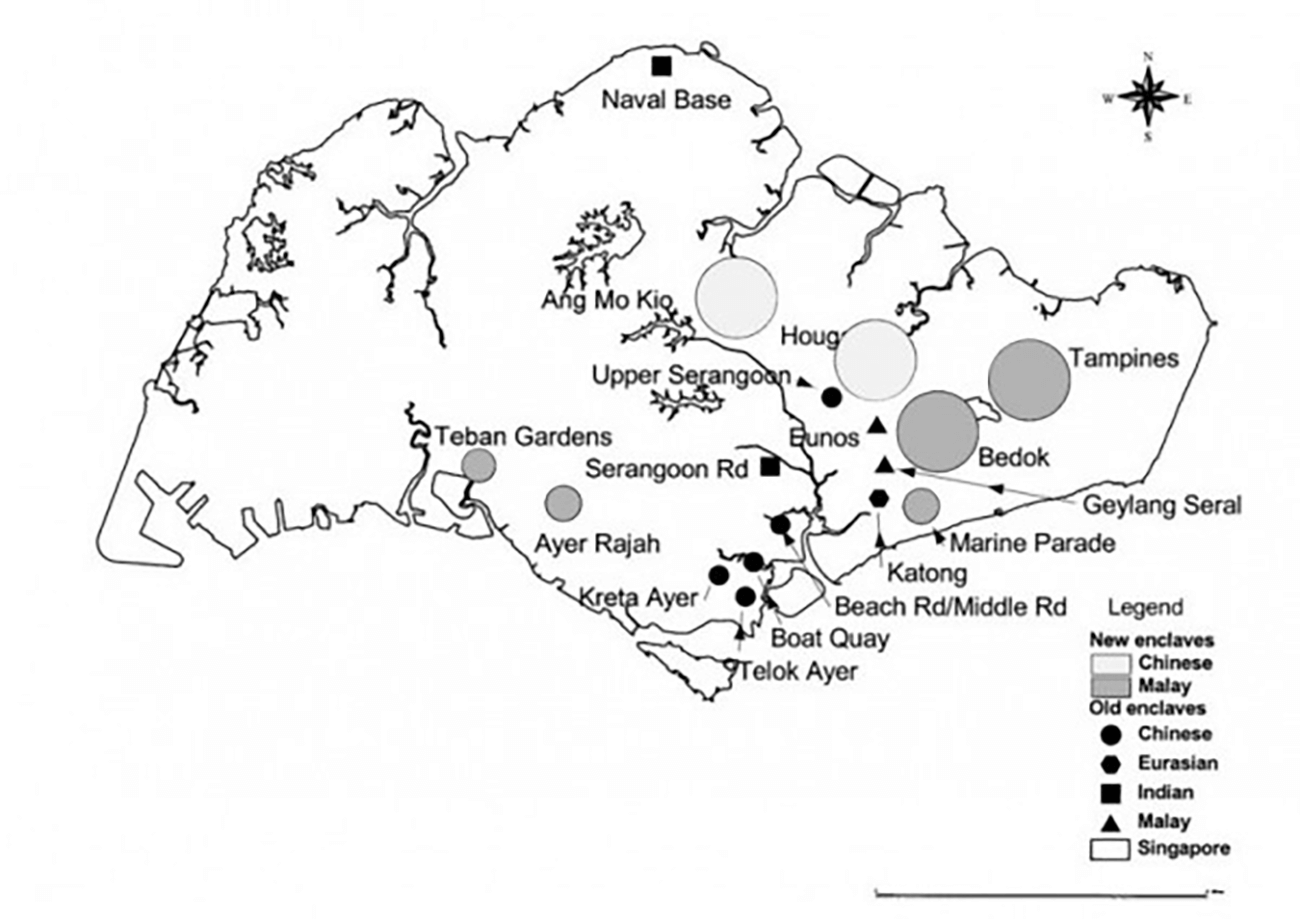 N
W E
S
Naval Base
Ang Mo Kio
Houg
Upper Serangoon
Tampines
Teban Gardens
Eunos
Serangoon Rd
Bedok
Geylang Seral
Ayer Rajah
Marine Parade
Katong
Kreta Ayer
Beach Rd/Middle Rd
Boat Quay
Telok Ayer
Legend
New enclaves
Chinese
Malay
Old enclaves
Chinese
Eurasian
Indian
Malay
Singapore